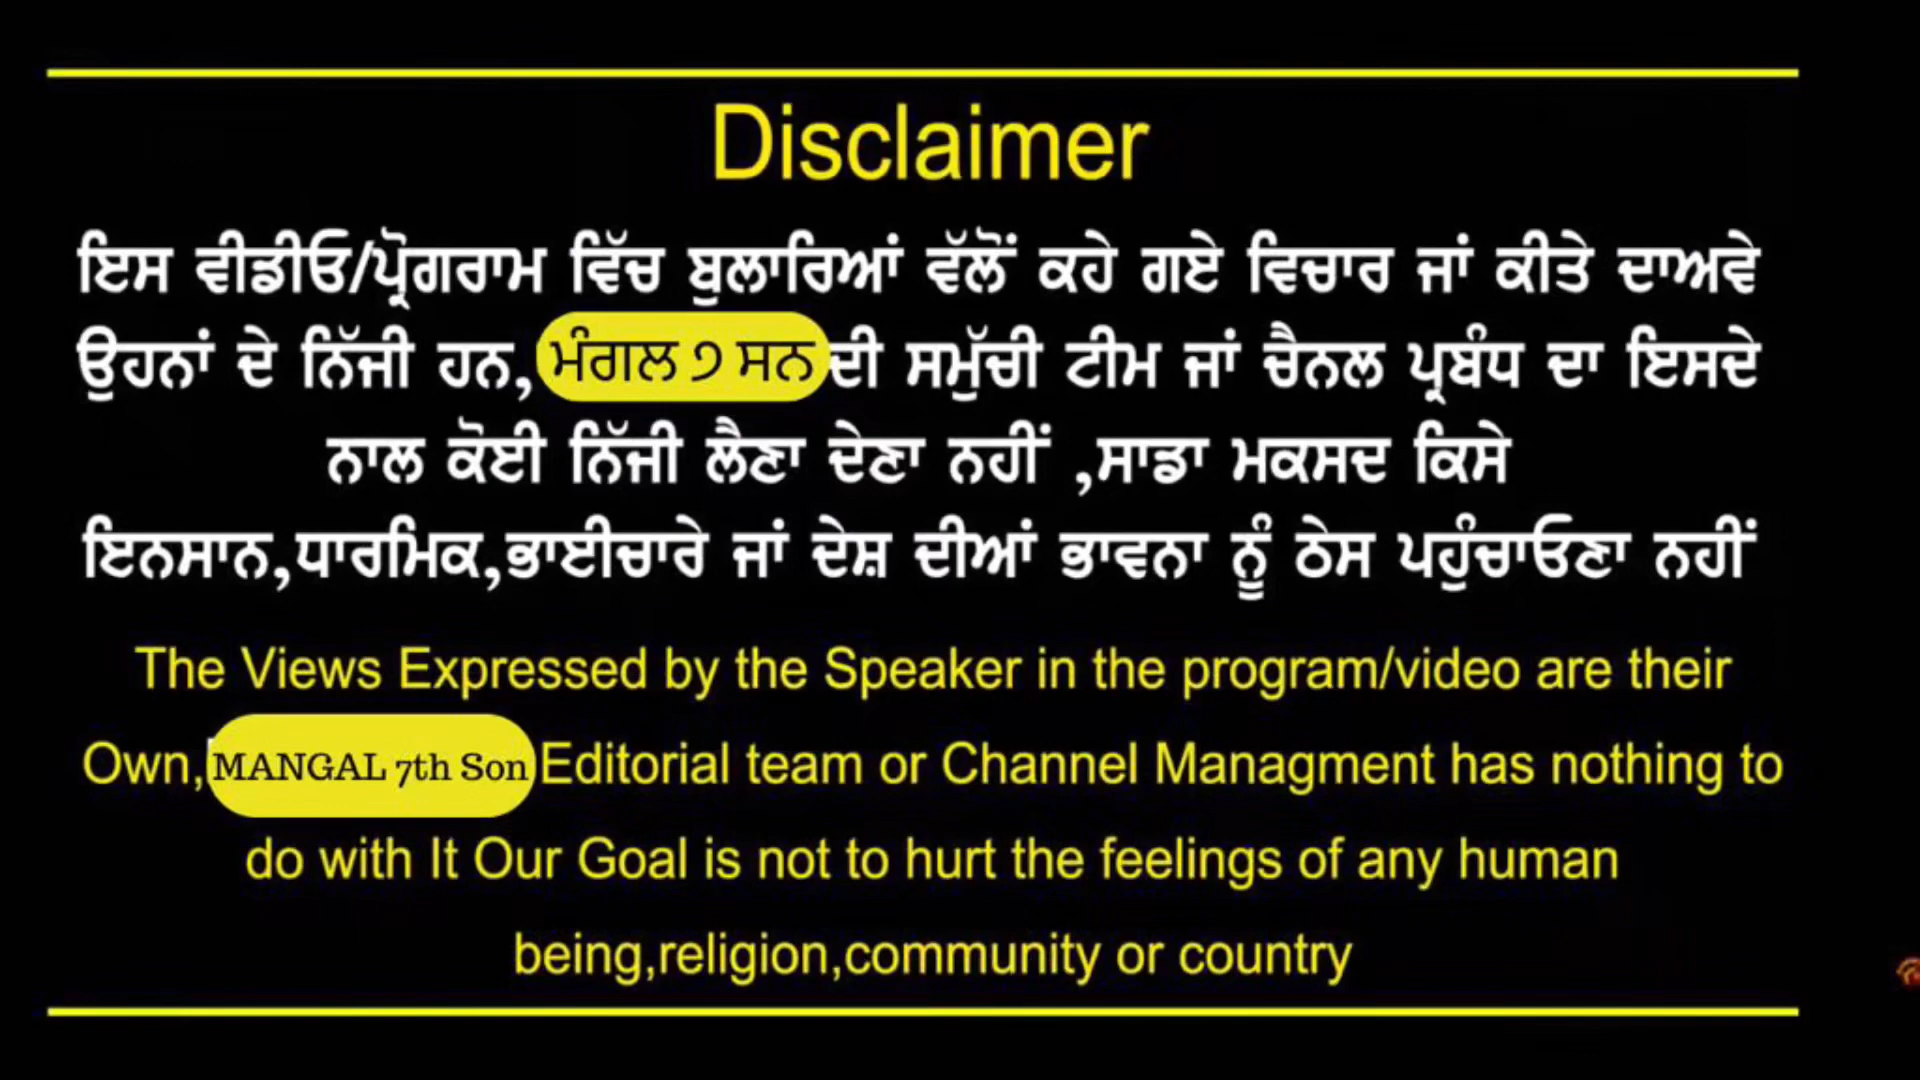 Disclaimer
ਇਸ ਵੀਡੀਓ/ਪ੍ਰੋਗਰਾਮ ਵਿੱਚ ਬੁਲਾਰਿਆਂ ਵੱਲੋਂ ਕਹੇ ਗਏ ਵਿਚਾਰ ਜਾਂ ਕੀਤੇ ਦਾਅਵੇ
ਉਹਨਾਂ ਦੇ ਨਿੱਜੀ ਹਨ, ਮੰਗਲ ੭ ਸਨ ਦੀ ਸਮੁੱਚੀ ਟੀਮ ਜਾਂ ਚੈਨਲ ਪ੍ਰਬੰਧ ਦਾ ਇਸਦੇ
ਨਾਲ ਕੋਈ ਨਿੱਜੀ ਲੈਣਾ ਦੇਣਾ ਨਹੀਂ ,ਸਾਡਾ ਮਕਸਦ ਕਿਸੇ
ਇਨਸਾਨ,ਧਾਰਮਿਕ,ਭਾਈਚਾਰੇ ਜਾਂ ਦੇਸ਼ ਦੀਆਂ ਭਾਵਨਾ ਨੂੰ ਠੇਸ ਪਹੁੰਚਾਓਣਾ ਨਹੀਂ
The Views Expressed by the Speaker in the program/video are their
Own, MANGAL 7th Son Editorial team or Channel Managment has nothing to
do with It Our Goal is not to hurt the feelings of any human
being,religion,community or country